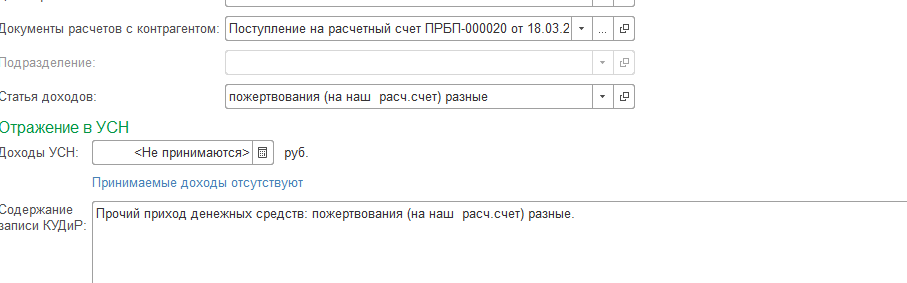 Документы расчетов с контрагентом: Поступление на расчетный счет ПРБП-000020 от 18.03.2 ...
Подразделение:
Статья доходов: пожертвования (на наш  расч.счет) разные
Отражение в УСН
Доходы УСН: <Не принимаются> руб.
Принимаемые доходы отсутствуют
Содержание
записи КУДиР:
Прочий приход денежных средств: пожертвования (на наш  расч.счет) разные.